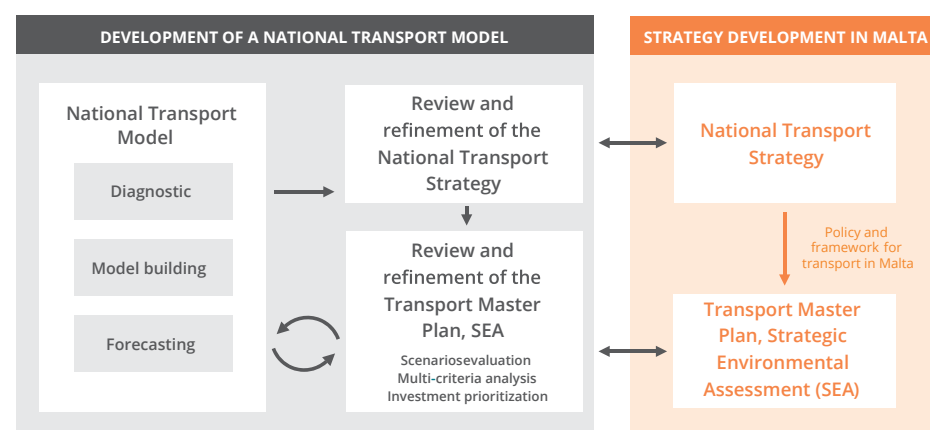 DEVELOPMENT OF A NATIONAL TRANSPORT MODEL
National Transport
Model
Diagnostic
Model building
Forecasting
Review and
refinement of the
National Transport
Strategy
Review and
refinement of the
Transport Master
Plan, SEA
Scenariosevaluation
Multi-criteria analysis
Investment prioritization
STRATEGY DEVELOPMENT IN MALTA
National Transport
Strategy
Policy and
framework for
transport in Malta
Transport Master
Plan, Strategic
Environmental
Assessment (SEA)